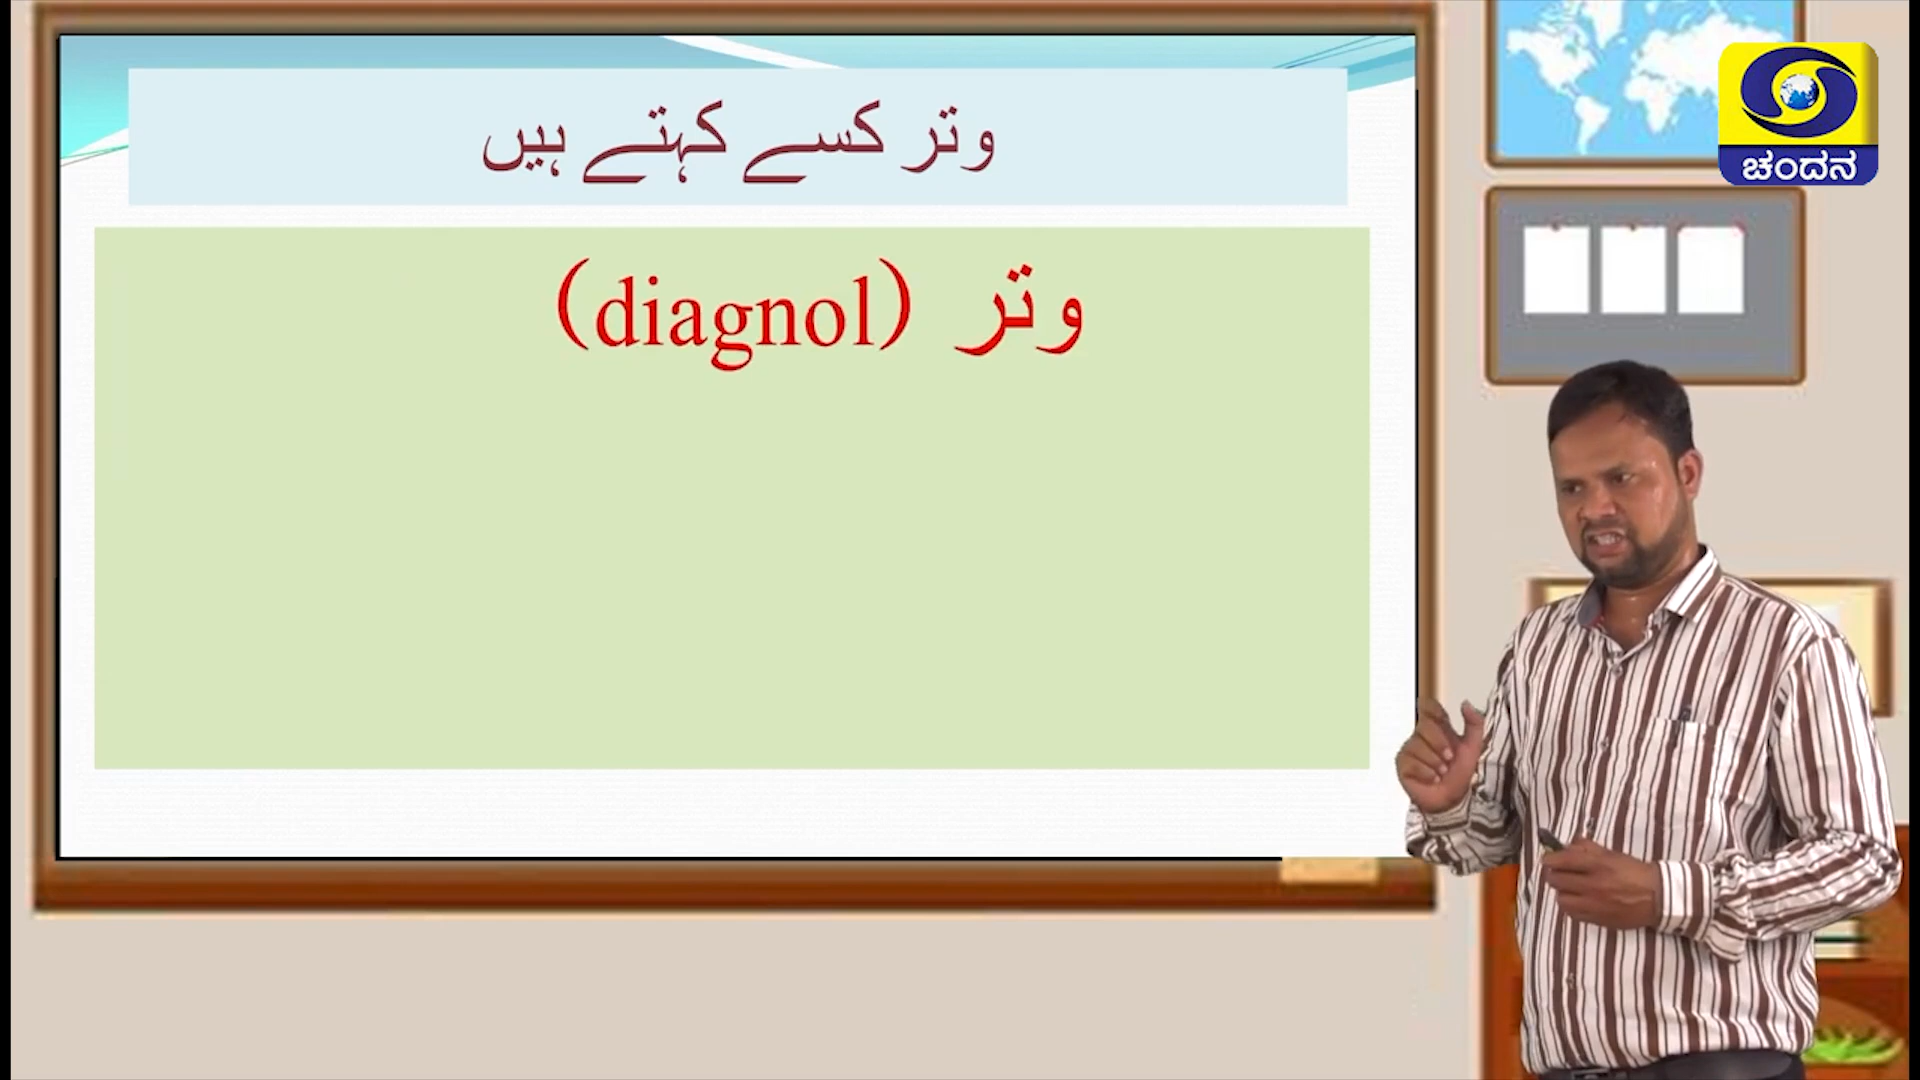 وتر کسے کہتے ہیں
وتر (diagnol)
ಚಂದನ